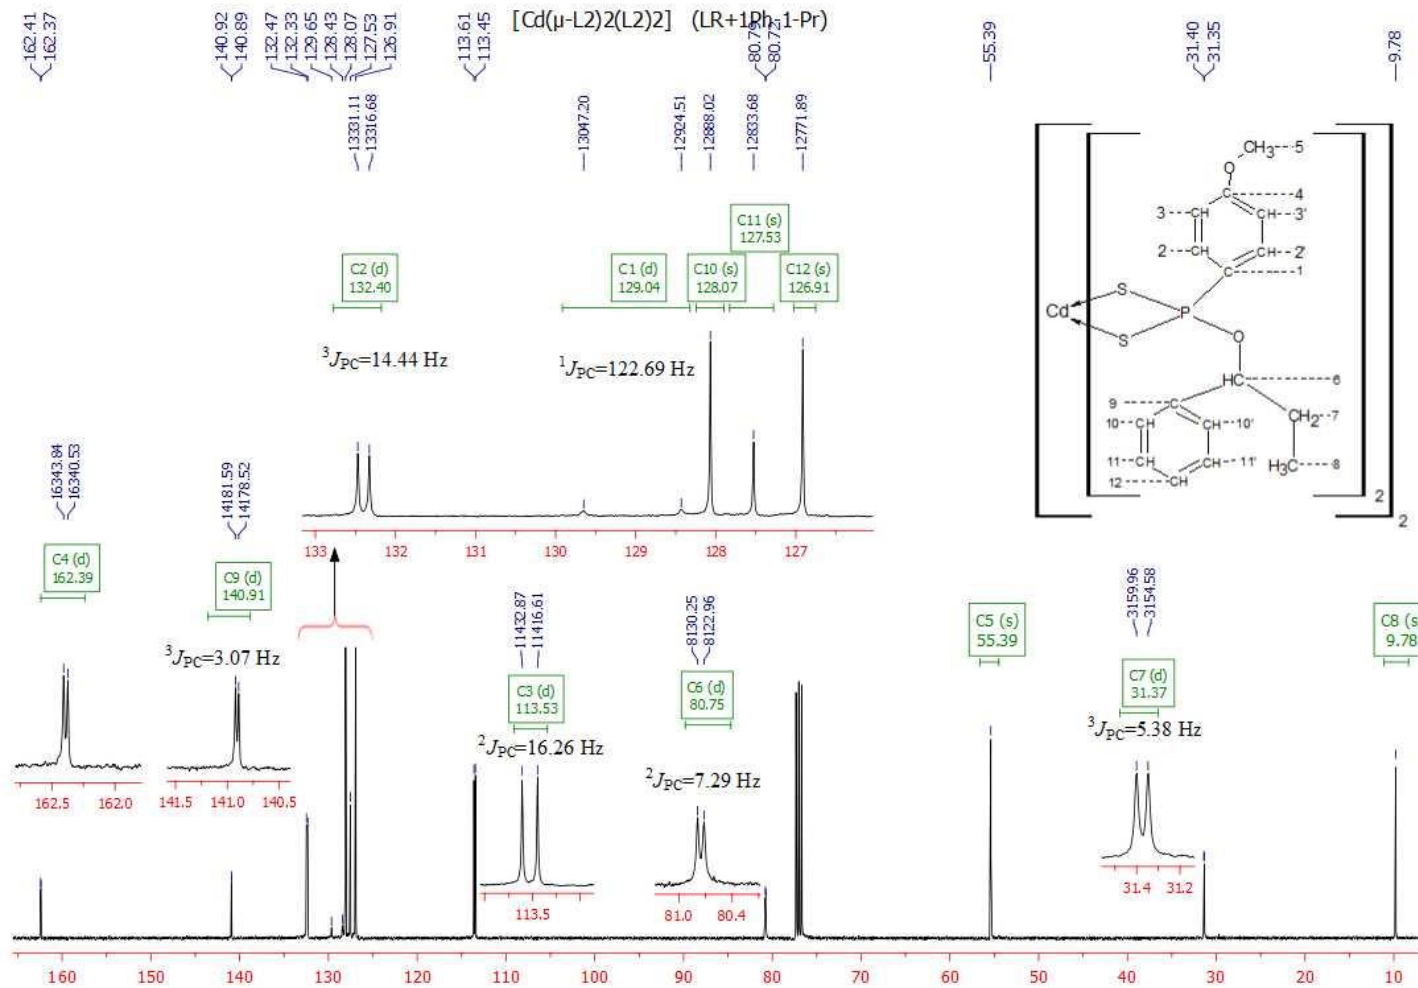 [Cd(μ-L2)2(L2)2] (LR+1Ph_1-Pr)
162.41
162.37
140.92
140.89
132.47
132.33
129.65
128.43
128.07
127.53
126.91
113.61
113.45
80.79
80.72
55.39
31.40
31.35
9.78
13331.11
13316.68
13047.20
12924.51
12888.02
12833.68
12771.89
C2 (d)
132.40
C1 (d)
129.04
C10 (s)
128.07
C11 (s)
127.53
C12 (s)
126.91
³JPC=14.44 Hz
¹JPC=122.69 Hz
133 132 131 130 129 128 127
CH₃ 5
O
C 4
3 CH CH 3'
2 CH CH 2'
C 1
S
Cd P
S O
HC 6
9 C
10 CH CH 10' CH₂ 7
11 CH CH 11' H₃C 8
12 CH
2
2
16343.84
16340.53
14181.59
14178.52
C4 (d)
162.39
C9 (d)
140.91
³JPC=3.07 Hz
162.5 162.0
141.5 141.0 140.5
11432.87
11416.61
C3 (d)
113.53
²JPC=16.26 Hz
113.5
8130.25
8122.96
C6 (d)
80.75
²JPC=7.29 Hz
81.0 80.4
C5 (s)
55.39
3159.96
3154.58
C7 (d)
31.37
³JPC=5.38 Hz
31.4 31.2
C8 (s)
9.78
160 150 140 130 120 110 100 90 80 70 60 50 40 30 20 10